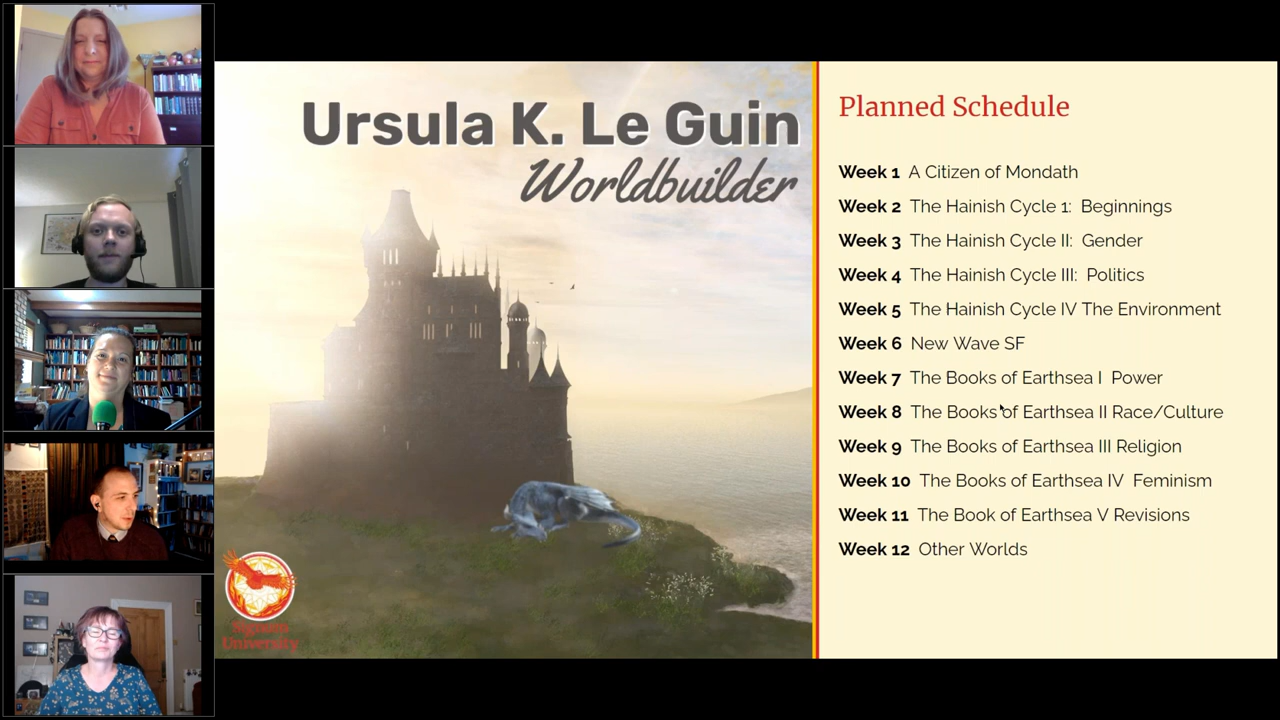 Ursula K. Le Guin
Worldbuilder
Signum
University
Planned Schedule
Week 1 A Citizen of Mondath
Week 2 The Hainish Cycle 1: Beginnings
Week 3 The Hainish Cycle II: Gender
Week 4 The Hainish Cycle III: Politics
Week 5 The Hainish Cycle IV The Environment
Week 6 New Wave SF
Week 7 The Books of Earthsea I Power
Week 8 The Books of Earthsea II Race/Culture
Week 9 The Books of Earthsea III Religion
Week 10 The Books of Earthsea IV Feminism
Week 11 The Book of Earthsea V Revisions
Week 12 Other Worlds